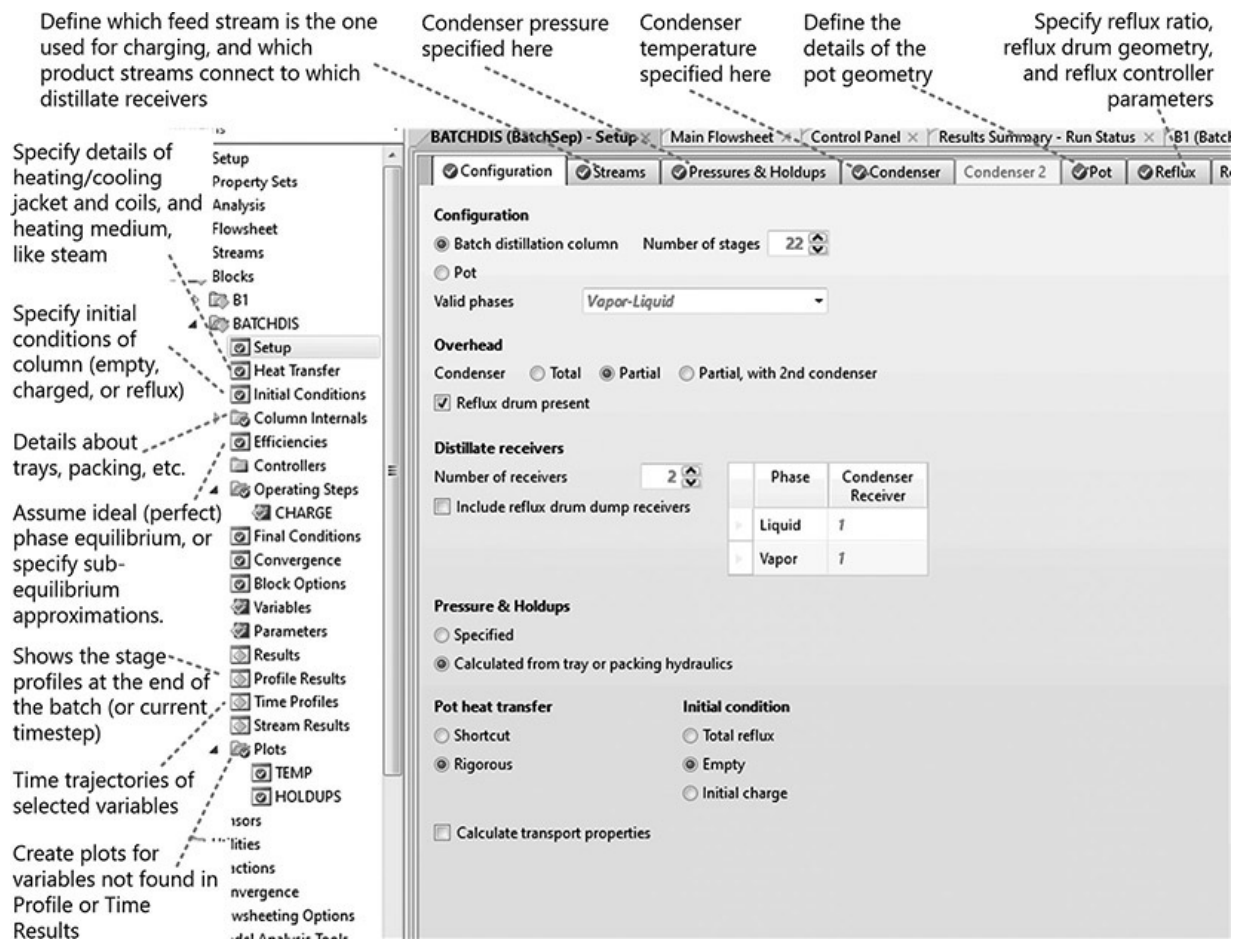 Define which feed stream is the one
used for charging, and which
product streams connect to which
distillate receivers
Condenser pressure
specified here
Condenser
temperature
specified here
Define the
details of the
pot geometry
Specify reflux ratio,
reflux drum geometry,
and reflux controller
parameters
Specify details of
heating/cooling
jacket and coils, and
heating medium,
like steam
Specify initial
conditions of
column (empty,
charged, or reflux)
Details about
trays, packing, etc.
Assume ideal (perfect)
phase equilibrium, or
specify sub-
equilibrium
approximations.
Shows the stage
profiles at the end of
the batch (or current
timestep)
Time trajectories of
selected variables
Create plots for
variables not found in
Profile or Time
Results
Setup
Property Sets
Analysis
Flowsheet
Streams
Blocks
B1
BATCHDIS
Setup
Heat Transfer
Initial Conditions
Column Internals
Efficiencies
Controllers
Operating Steps
CHARGE
Final Conditions
Convergence
Block Options
Variables
Parameters
Results
Profile Results
Time Profiles
Stream Results
Plots
TEMP
HOLDUPS
isors
lities
ictions
nvergence
wsheeting Options
BATCHDIS (BatchSep) - Setup Main Flowsheet Control Panel Results Summary - Run Status B1 (Batch
Configuration Streams Pressures & Holdups Condenser Condenser 2 Pot Reflux
Configuration
Batch distillation column Number of stages 22
Pot
Valid phases Vapor-Liquid
Overhead
Condenser Total Partial Partial, with 2nd condenser
Reflux drum present
Distillate receivers
Number of receivers 2
Include reflux drum dump receivers
Phase Condenser
Receiver
Liquid 1
Vapor 1
Pressure & Holdups
Specified
Calculated from tray or packing hydraulics
Pot heat transfer Initial condition
Shortcut Total reflux
Rigorous Empty
Initial charge
Calculate transport properties